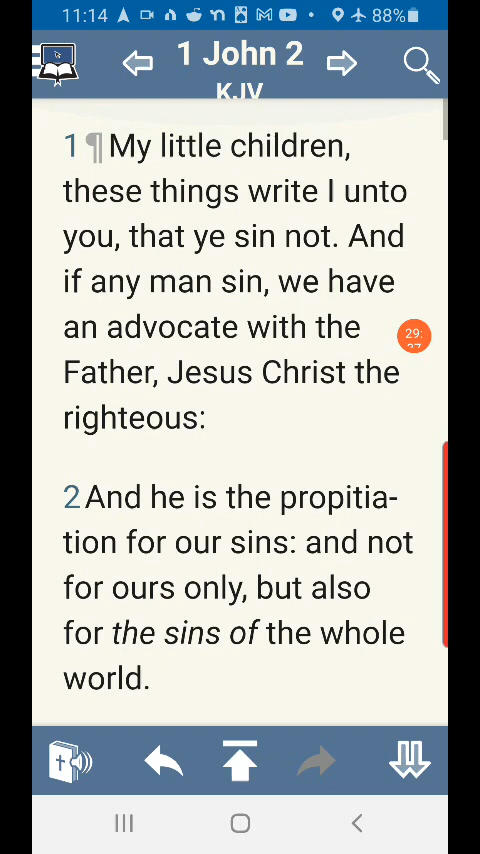 11:14 88%
1 John 2
KJV
1 ¶ My little children,
these things write I unto
you, that ye sin not. And
if any man sin, we have
an advocate with the
29:
37
Father, Jesus Christ the
righteous:
2 And he is the propitia-
tion for our sins: and not
for ours only, but also
for the sins of the whole
world.